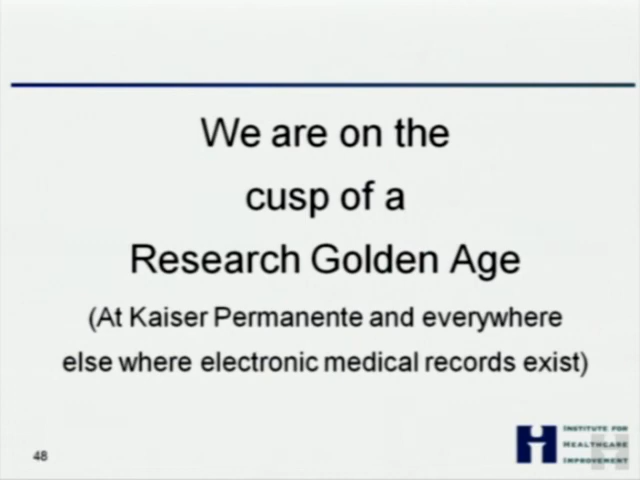 We are on the
cusp of a
Research Golden Age
(At Kaiser Permanente and everywhere
else where electronic medical records exist)
48
INSTITUTE FOR
HEALTHCARE
IMPROVEMENT